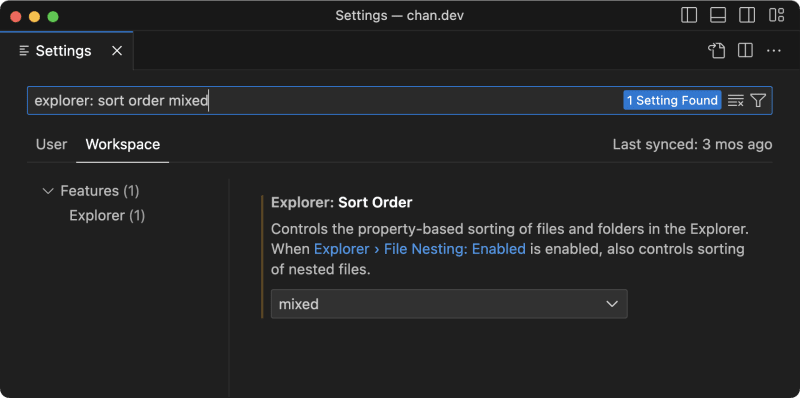 Settings — chan.dev
Settings
explorer: sort order mixed
1 Setting Found
User
Workspace
Last synced: 3 mos ago
Features (1)
Explorer (1)
Explorer: Sort Order
Controls the property-based sorting of files and folders in the Explorer.
When Explorer › File Nesting: Enabled is enabled, also controls sorting
of nested files.
mixed